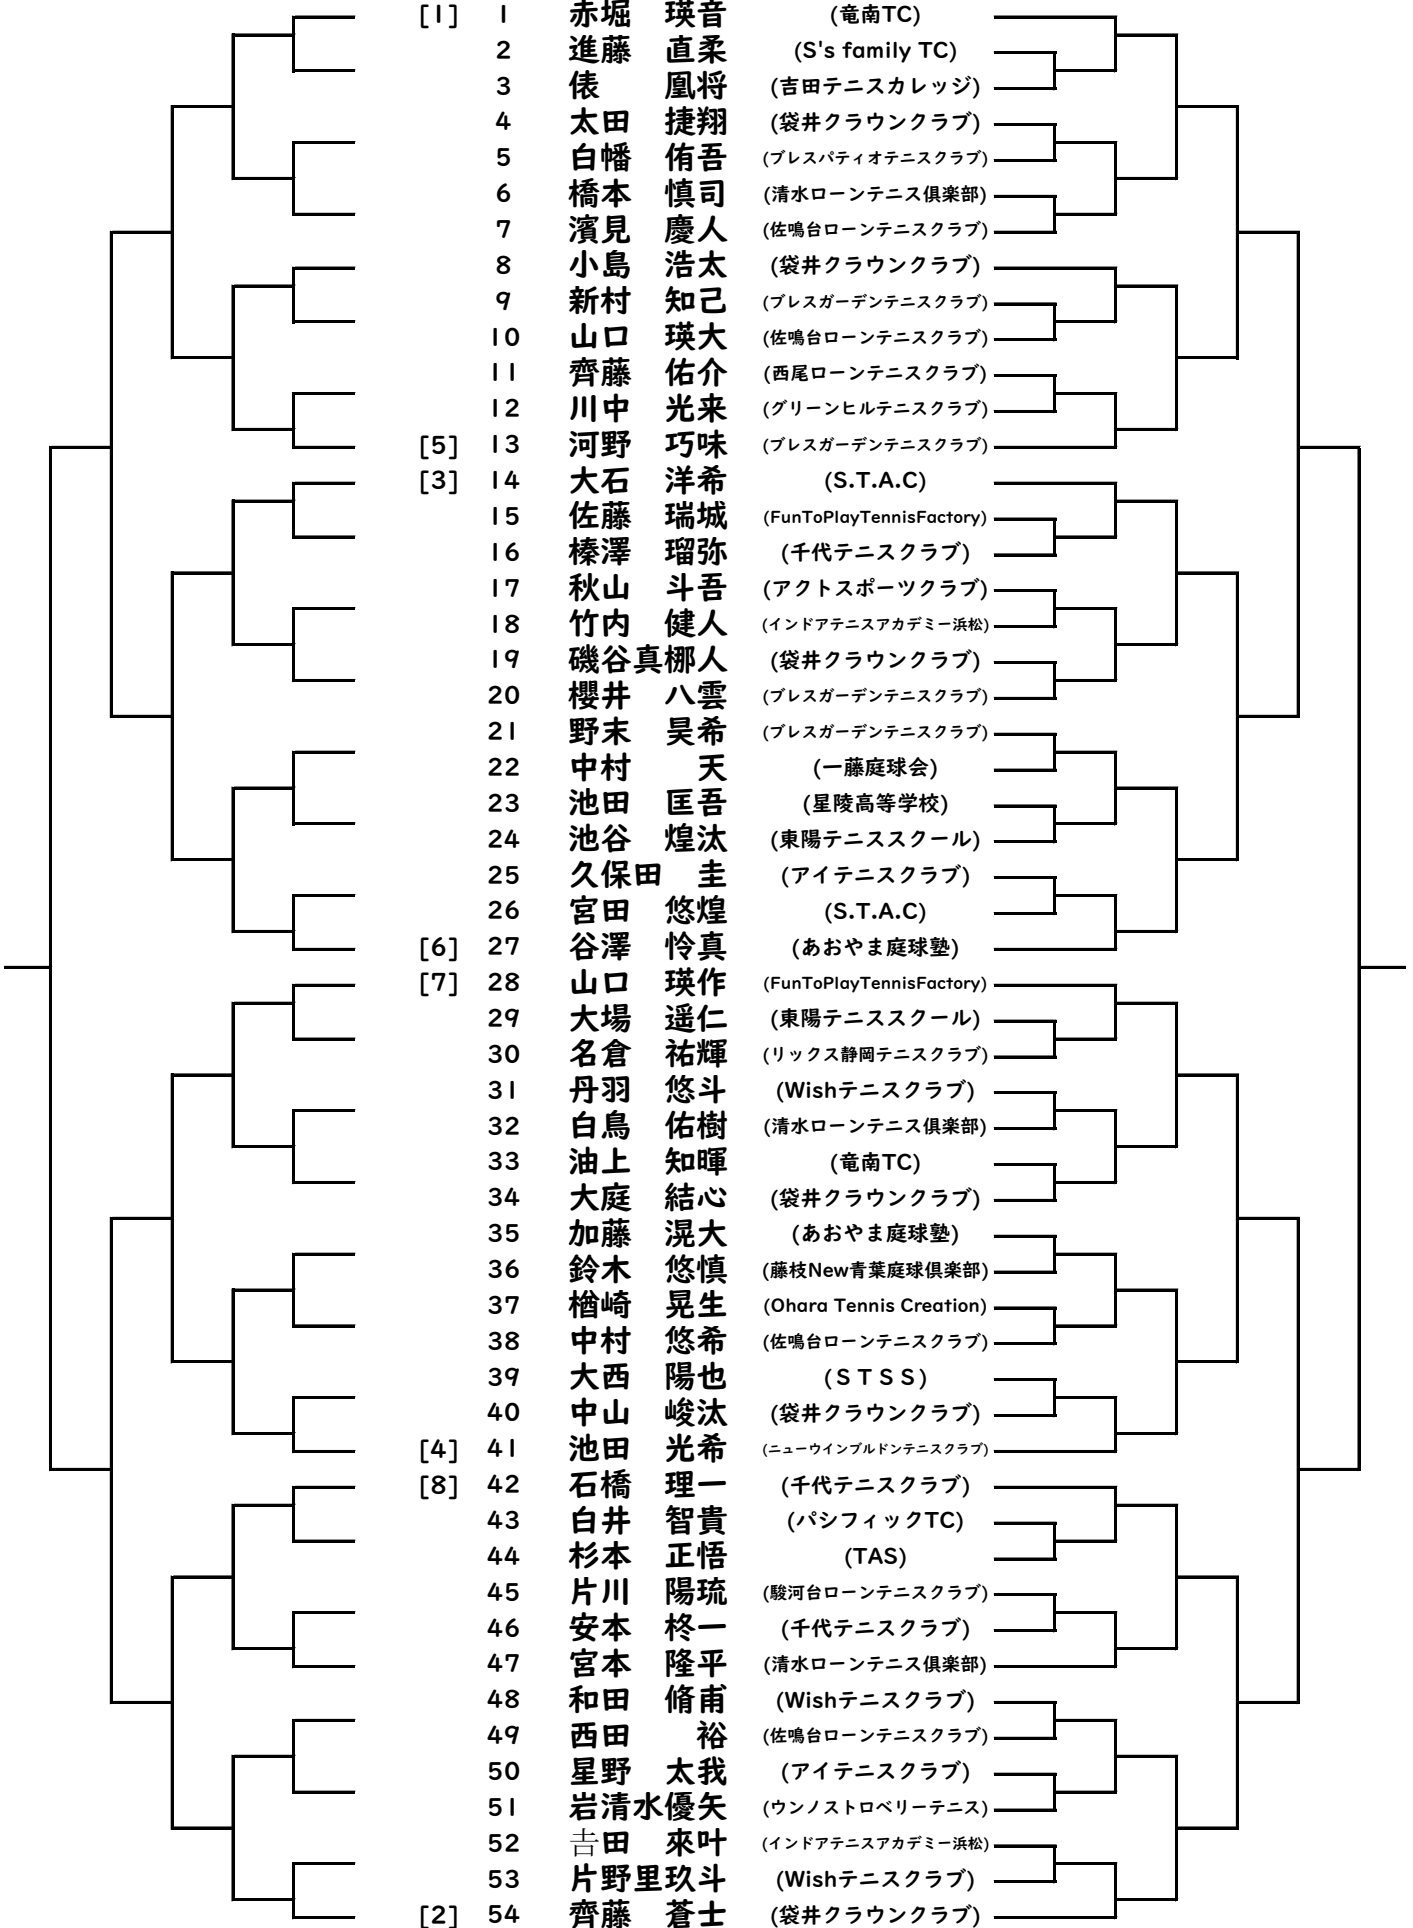 [1] 1 赤堀 瑛音 (竜南TC)
2 進藤 直柔 (S's family TC)
3 俵 凰将 (吉田テニスカレッジ)
4 太田 捷翔 (袋井クラウンクラブ)
5 白幡 侑吾 (ブレスパティオテニスクラブ)
6 橋本 慎司 (清水ローンテニス倶楽部)
7 濱見 慶人 (佐鳴台ローンテニスクラブ)
8 小島 浩太 (袋井クラウンクラブ)
9 新村 知己 (ブレスガーデンテニスクラブ)
10 山口 瑛大 (佐鳴台ローンテニスクラブ)
11 齊藤 佑介 (西尾ローンテニスクラブ)
12 川中 光来 (グリーンヒルテニスクラブ)
[5] 13 河野 巧味 (ブレスガーデンテニスクラブ)
[3] 14 大石 洋希 (S.T.A.C)
15 佐藤 瑞城 (FunToPlayTennisFactory)
16 榛澤 瑠弥 (千代テニスクラブ)
17 秋山 斗吾 (アクトスポーツクラブ)
18 竹内 健人 (インドアテニスアカデミー浜松)
19 磯谷真梛人 (袋井クラウンクラブ)
20 櫻井 八雲 (ブレスガーデンテニスクラブ)
21 野末 昊希 (ブレスガーデンテニスクラブ)
22 中村 天 (一藤庭球会)
23 池田 匡吾 (星陵高等学校)
24 池谷 煌汰 (東陽テニススクール)
25 久保田 圭 (アイテニスクラブ)
26 宮田 悠煌 (S.T.A.C)
[6] 27 谷澤 怜真 (あおやま庭球塾)
[7] 28 山口 瑛作 (FunToPlayTennisFactory)
29 大場 遥仁 (東陽テニススクール)
30 名倉 祐輝 (リックス静岡テニスクラブ)
31 丹羽 悠斗 (Wishテニスクラブ)
32 白鳥 佑樹 (清水ローンテニス倶楽部)
33 油上 知暉 (竜南TC)
34 大庭 結心 (袋井クラウンクラブ)
35 加藤 滉大 (あおやま庭球塾)
36 鈴木 悠慎 (藤枝New青葉庭球倶楽部)
37 楢崎 晃生 (Ohara Tennis Creation)
38 中村 悠希 (佐鳴台ローンテニスクラブ)
39 大西 陽也 (ＳＴＳＳ)
40 中山 峻汰 (袋井クラウンクラブ)
[4] 41 池田 光希 (ニューウインブルドンテニスクラブ)
[8] 42 石橋 理一 (千代テニスクラブ)
43 白井 智貴 (パシフィックTC)
44 杉本 正悟 (TAS)
45 片川 陽琉 (駿河台ローンテニスクラブ)
46 安本 柊一 (千代テニスクラブ)
47 宮本 隆平 (清水ローンテニス倶楽部)
48 和田 脩甫 (Wishテニスクラブ)
49 西田 裕 (佐鳴台ローンテニスクラブ)
50 星野 太我 (アイテニスクラブ)
51 岩清水優矢 (ウンノストロベリーテニス)
52 𠮷田 來叶 (インドアテニスアカデミー浜松)
53 片野里玖斗 (Wishテニスクラブ)
[2] 54 齊藤 蒼士 (袋井クラウンクラブ)